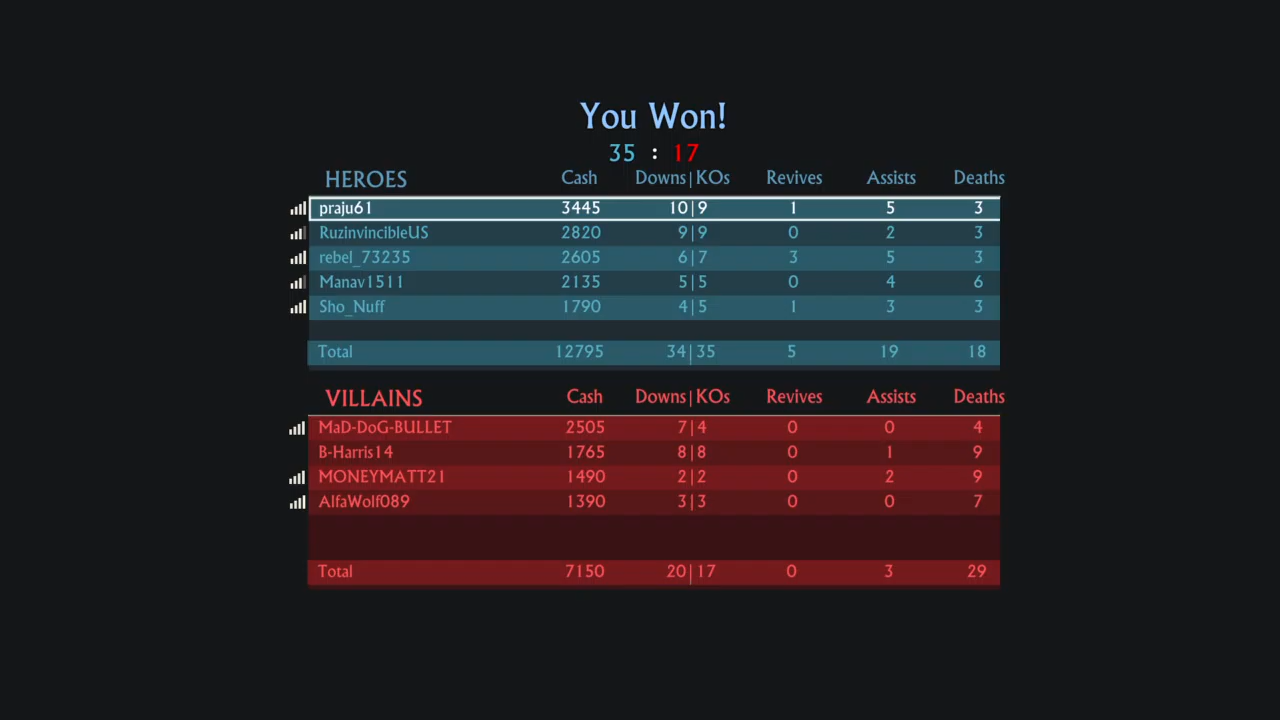 You Won!
35 : 17
HEROES Cash Downs|KOs Revives Assists Deaths
praju61 3445 10|9 1 5 3
RuzinvincibleUS 2820 9|9 0 2 3
rebel_73235 2605 6|7 3 5 3
Manav1511 2135 5|5 0 4 6
Sho_Nuff 1790 4|5 1 3 3
Total 12795 34|35 5 19 18
VILLAINS Cash Downs|KOs Revives Assists Deaths
MaD-DoG-BULLET 2505 7|4 0 0 4
B-Harris14 1765 8|8 0 1 9
MONEYMATT21 1490 2|2 0 2 9
AlfaWolf089 1390 3|3 0 0 7
Total 7150 20|17 0 3 29